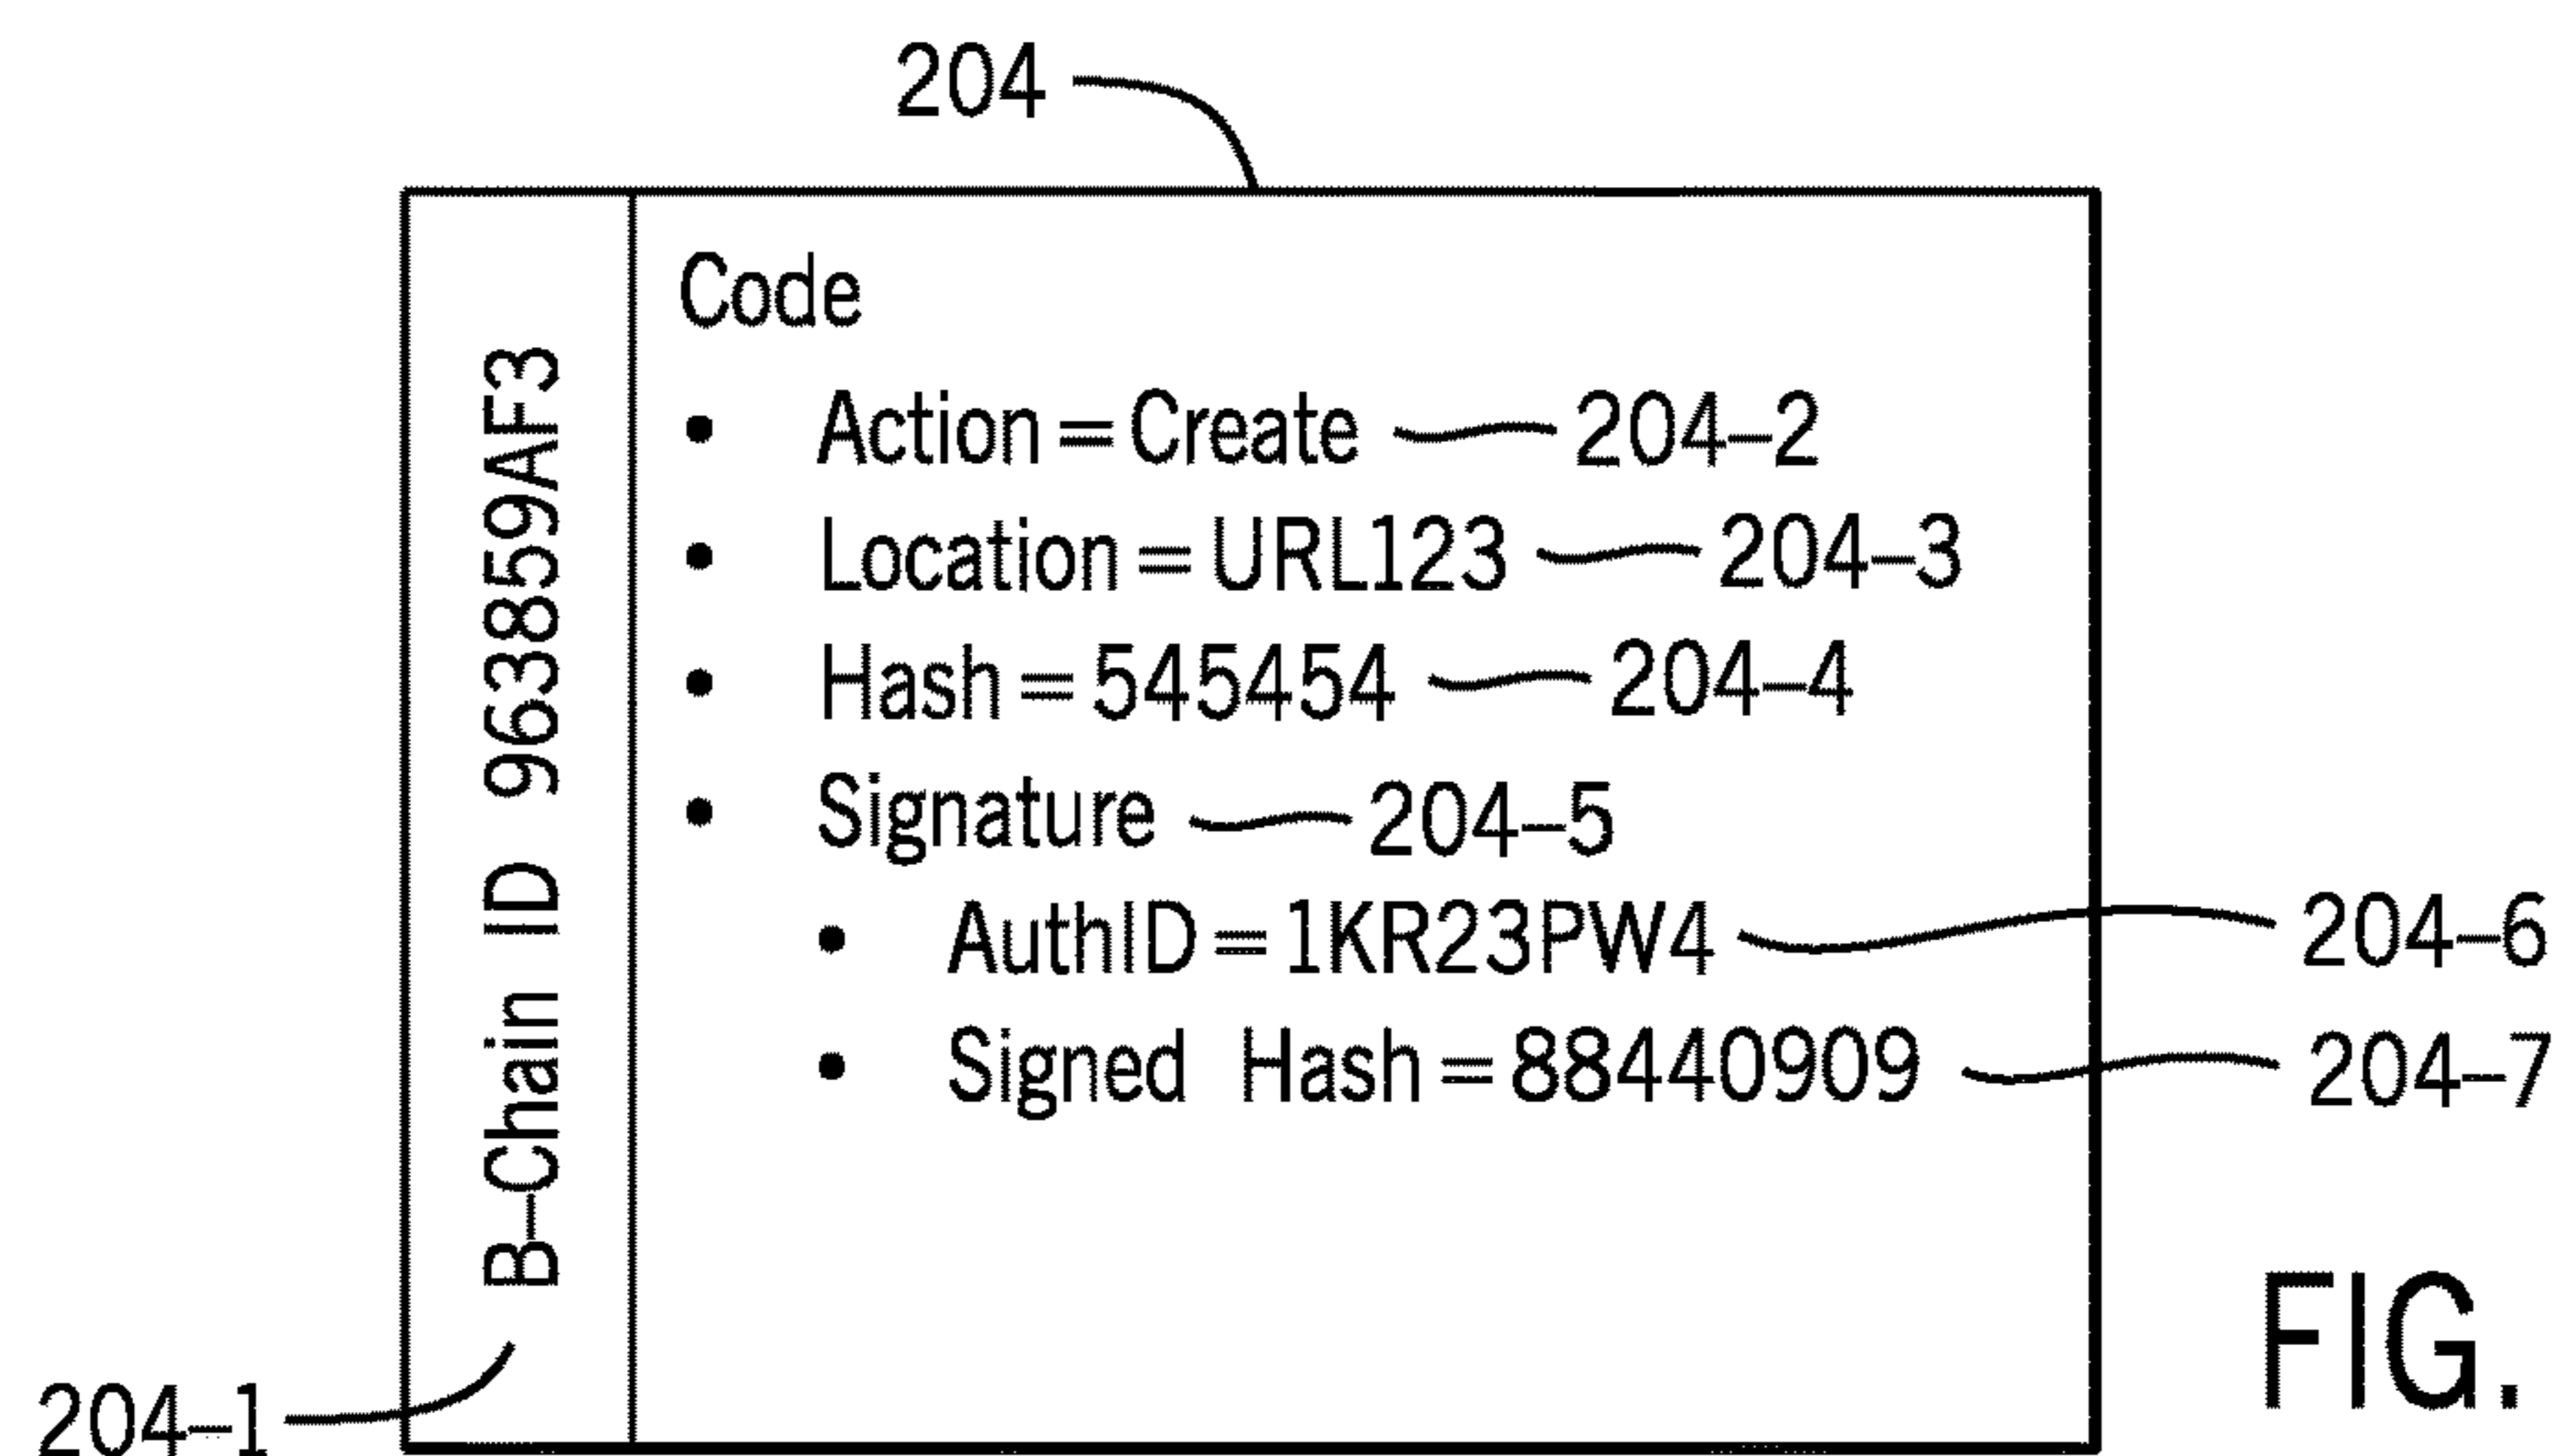 204
B-Chain ID 963859AF3
Code
• Action = Create 204-2
• Location = URL123 204-3
• Hash = 545454 204-4
• Signature 204-5
• AuthID = 1KR23PW4 204-6
• Signed Hash = 88440909 204-7
204-1
FIG.